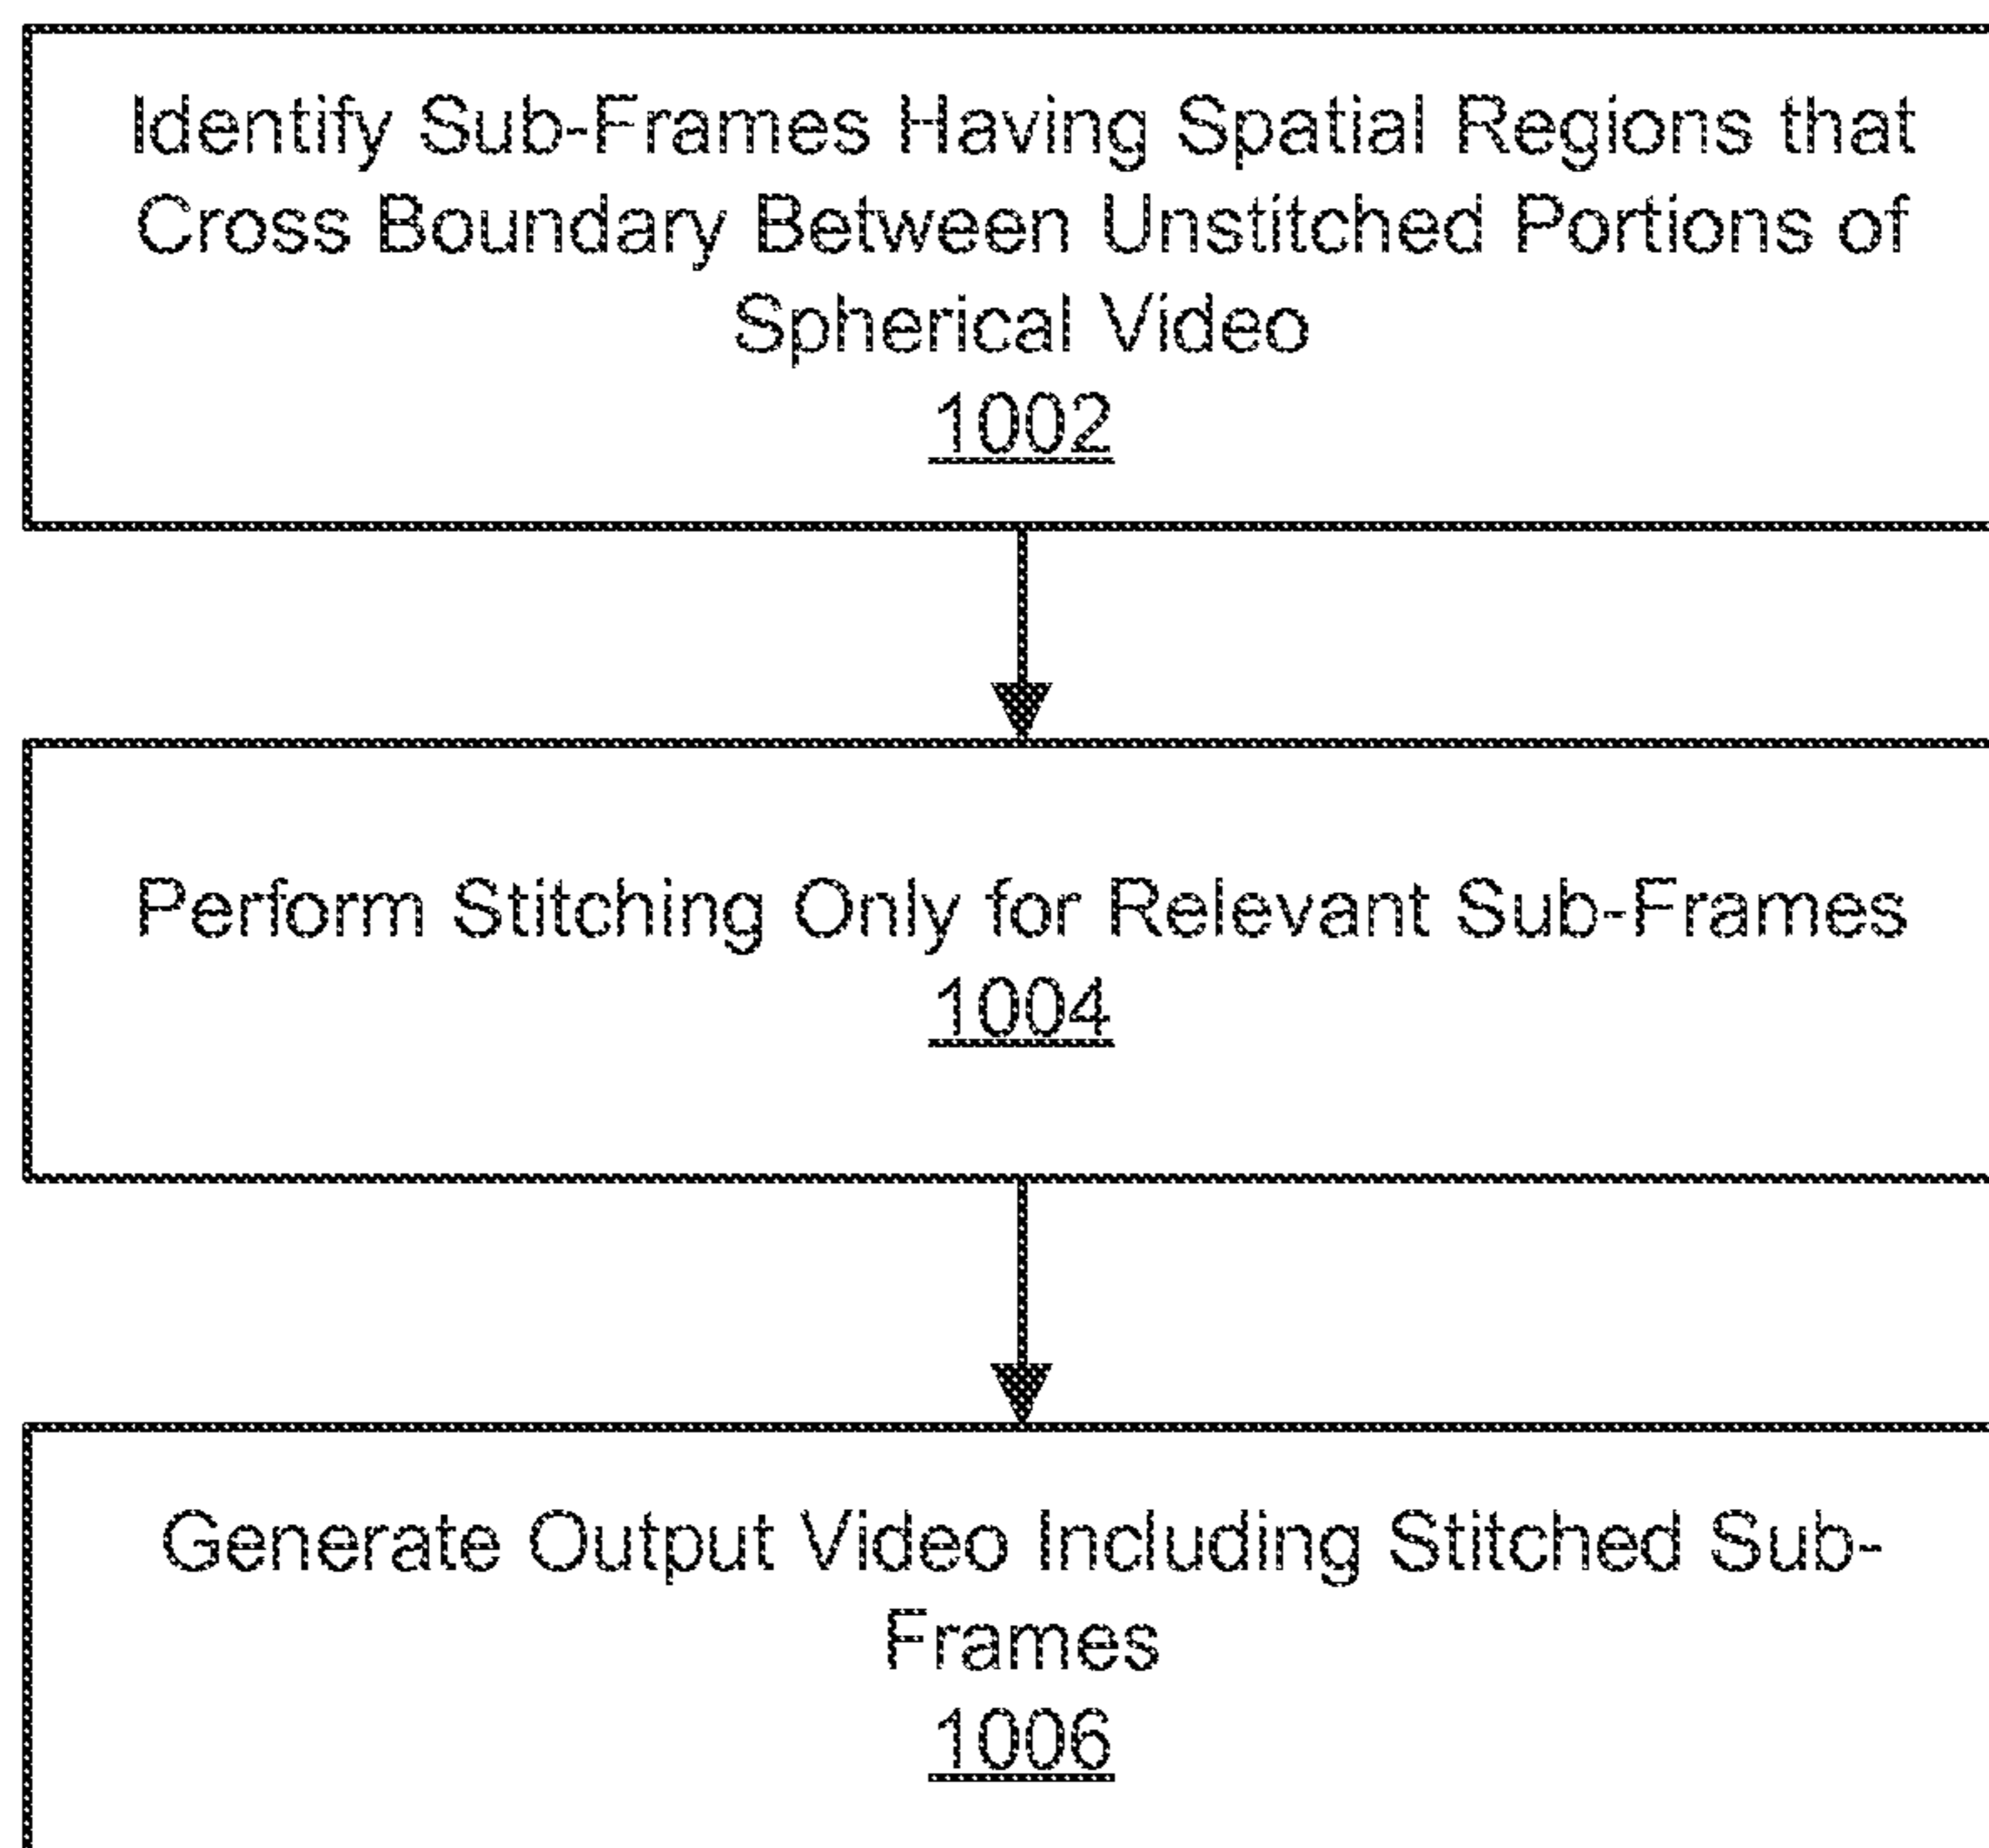 Identify Sub-Frames Having Spatial Regions that
Cross Boundary Between Unstitched Portions of
Spherical Video
1002
Perform Stitching Only for Relevant Sub-Frames
1004
Generate Output Video Including Stitched Sub-
Frames
1006